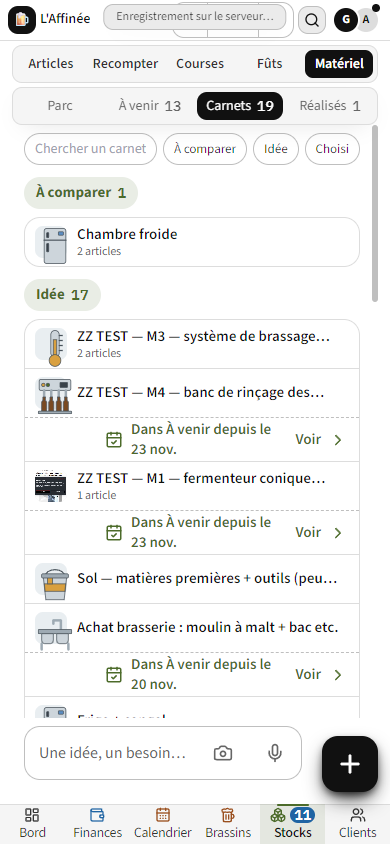 L'Affinée
Enregistrement sur le serveur…
G
A
Articles
Recompter
Courses
Fûts
Matériel
Parc
À venir 13
Carnets 19
Réalisés 1
Chercher un carnet
À comparer
Idée
Choisi
À comparer 1
Chambre froide
2 articles
Idée 17
ZZ TEST — M3 — système de brassage…
2 articles
ZZ TEST — M4 — banc de rinçage des…
Dans À venir depuis le
23 nov.
Voir
ZZ TEST — M1 — fermenteur conique…
1 article
Dans À venir depuis le
23 nov.
Voir
Sol — matières premières + outils (peu…
Achat brasserie : moulin à malt + bac etc.
Dans À venir depuis le
20 nov.
Voir
Une idée, un besoin…
Bord
Finances
Calendrier
Brassins
11
Stocks
Clients